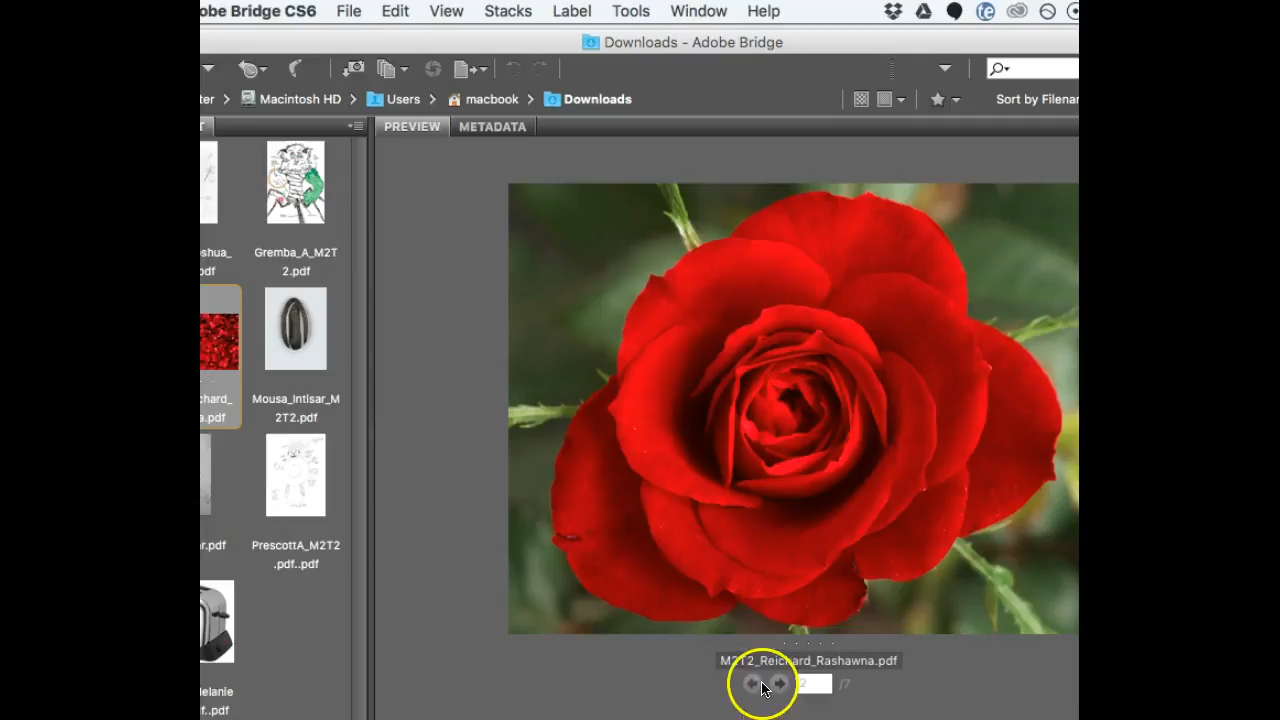 obe Bridge CS6 File Edit View Stacks Label Tools Window Help
Downloads - Adobe Bridge
ter Macintosh HD Users macbook Downloads Sort by Filenar
T PREVIEW METADATA
shua_ Gremba_A_M2T
pdf 2.pdf
chard_ Mousa_Intisar_M
a.pdf 2T2.pdf
ar.pdf PrescottA_M2T2
.pdf..pdf
elanie
f..pdf
M2T2_Reichard_Rashawna.pdf
2 /7